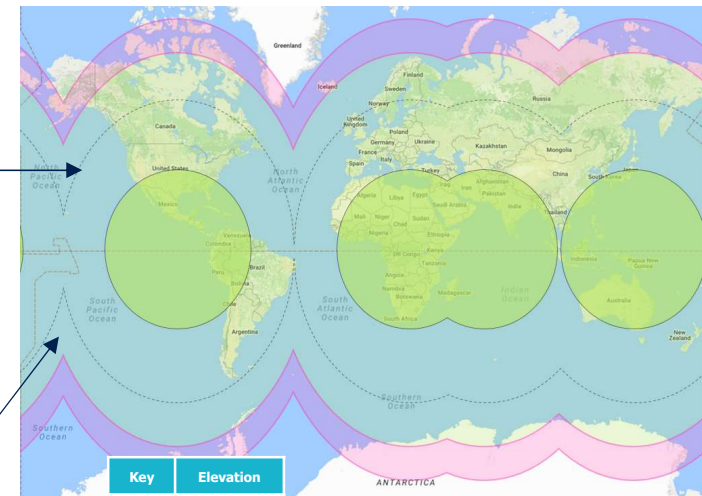 Greenland
Iceland
Finland
Sweden
Norway
Russia
Canada
United
Kingdom
Poland
Germany
Ukraine
France
Kazakhstan
Mongolia
Spain
Italy
Turkey
North
Pacific
Ocean
United States
North
Atlantic
Ocean
China
South Korea
Japan
Iraq
Iran
Afghanistan
Pakistan
Algeria
Libya
Egypt
Saudi Arabia
India
Mexico
Mali
Niger
Chad
Sudan
Thailand
Nigeria
Ethiopia
Venezuela
Colombia
DR Congo
Kenya
Tanzania
Indonesia
Papua New
Guinea
Brazil
Peru
Bolivia
Angola
Namibia
Botswana
Madagascar
Indian
Ocean
Australia
South
Pacific
Ocean
Chile
South
Atlantic
Ocean
South Africa
Argentina
New
Zealand
Southern
Ocean
Southern
Ocean
Key
Elevation
ANTARCTICA